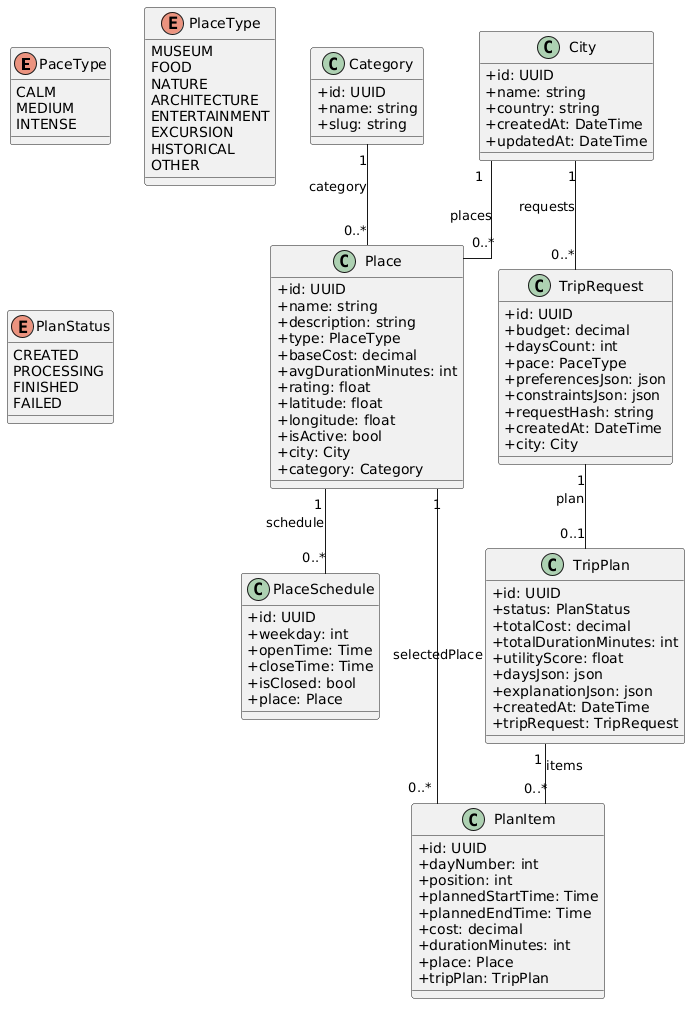 E PaceType
CALM
MEDIUM
INTENSE
E PlaceType
MUSEUM
FOOD
NATURE
ARCHITECTURE
ENTERTAINMENT
EXCURSION
HISTORICAL
OTHER
C Category
+id: UUID
+name: string
+slug: string
C City
+id: UUID
+name: string
+country: string
+createdAt: DateTime
+updatedAt: DateTime
1
category
0..*
1
places
0..*
1
requests
0..*
E PlanStatus
CREATED
PROCESSING
FINISHED
FAILED
C Place
+id: UUID
+name: string
+description: string
+type: PlaceType
+baseCost: decimal
+avgDurationMinutes: int
+rating: float
+latitude: float
+longitude: float
+isActive: bool
+city: City
+category: Category
C TripRequest
+id: UUID
+budget: decimal
+daysCount: int
+pace: PaceType
+preferencesJson: json
+constraintsJson: json
+requestHash: string
+createdAt: DateTime
+city: City
1
schedule
0..*
1
selectedPlace
0..*
1
plan
0..1
C PlaceSchedule
+id: UUID
+weekday: int
+openTime: Time
+closeTime: Time
+isClosed: bool
+place: Place
C TripPlan
+id: UUID
+status: PlanStatus
+totalCost: decimal
+totalDurationMinutes: int
+utilityScore: float
+daysJson: json
+explanationJson: json
+createdAt: DateTime
+tripRequest: TripRequest
1
items
0..*
C PlanItem
+id: UUID
+dayNumber: int
+position: int
+plannedStartTime: Time
+plannedEndTime: Time
+cost: decimal
+durationMinutes: int
+place: Place
+tripPlan: TripPlan